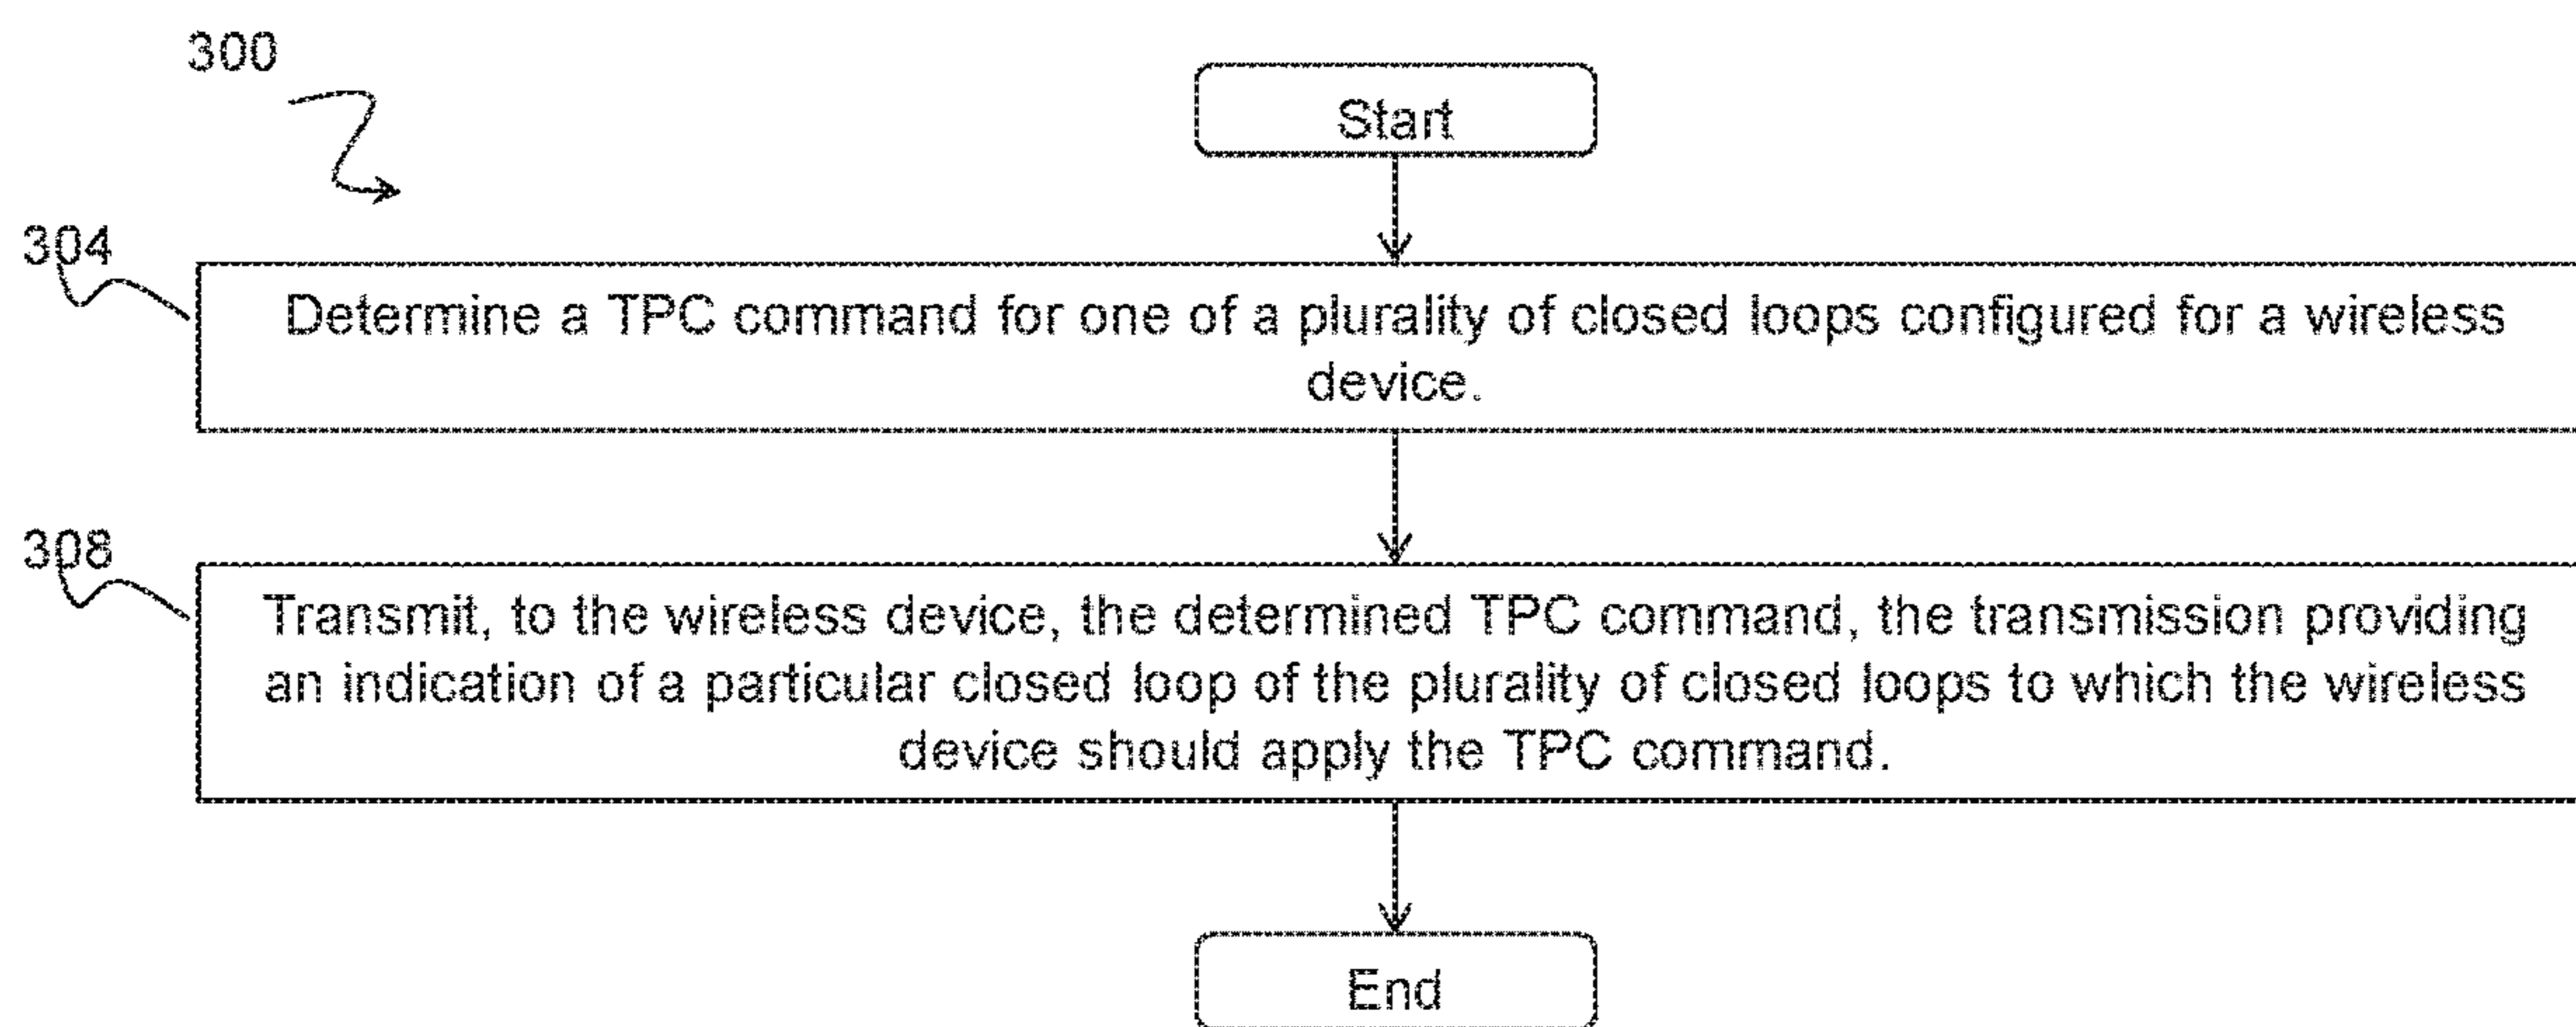 300
Start
304
Determine a TPC command for one of a plurality of closed loops configured for a wireless
device.
308
Transmit, to the wireless device, the determined TPC command, the transmission providing
an indication of a particular closed loop of the plurality of closed loops to which the wireless
device should apply the TPC command.
End